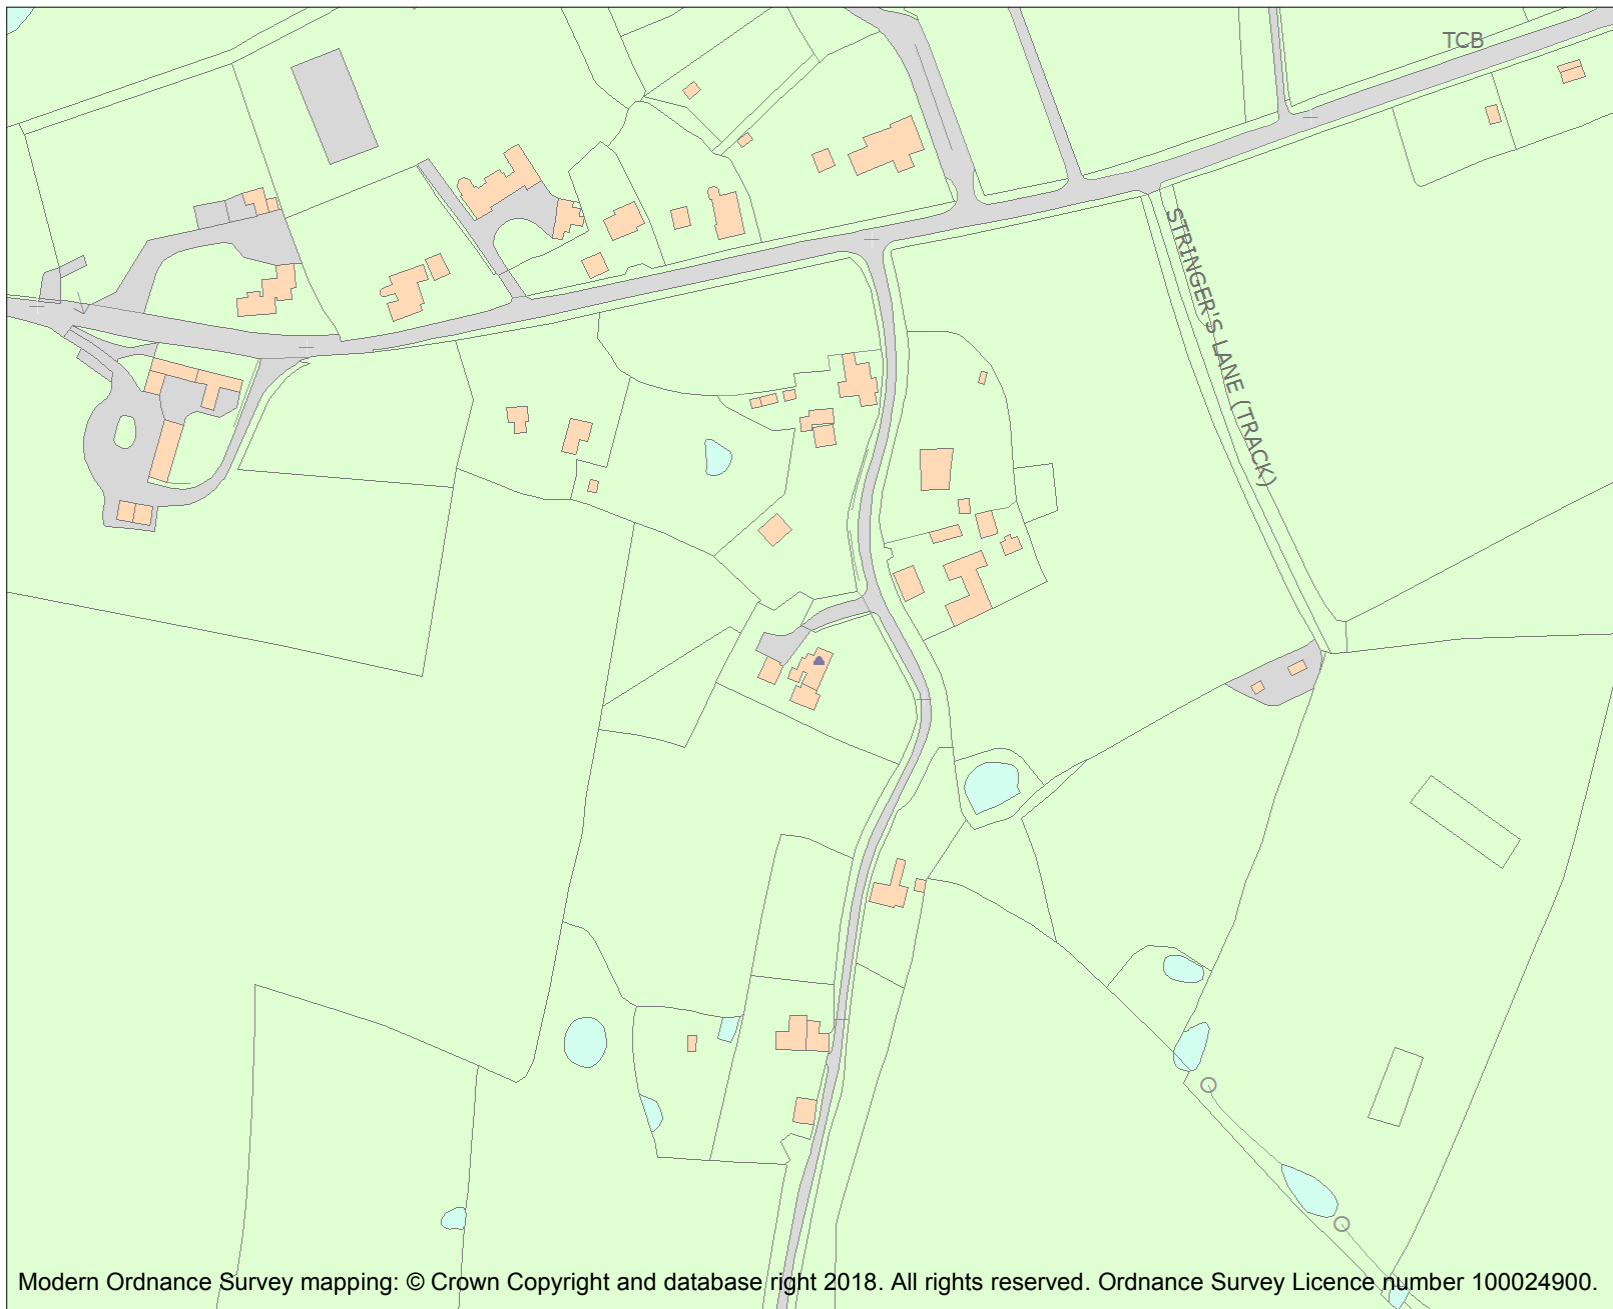 TCB
STRINGER'S LANE (TRACK)
Modern Ordnance Survey mapping: © Crown Copyright and database right 2018. All rights reserved. Ordnance Survey Licence number 100024900.